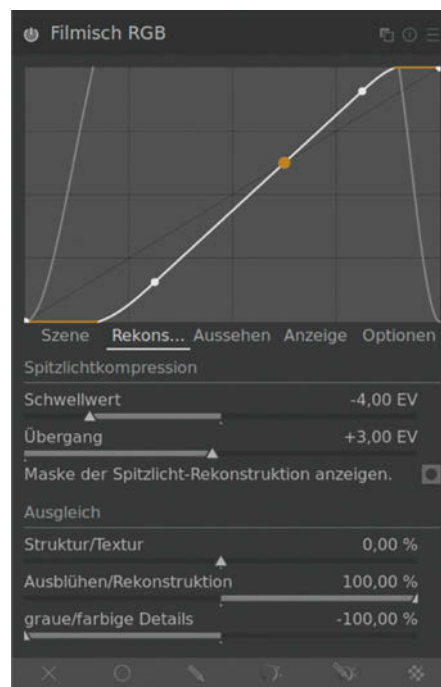 Filmisch RGB
Szene Rekons... Aussehen Anzeige Optionen
Spitzlichtkompression
Schwellwert -4,00 EV
Übergang +3,00 EV
Maske der Spitzlicht-Rekonstruktion anzeigen.
Ausgleich
Struktur/Textur 0,00 %
Ausblühen/Rekonstruktion 100,00 %
graue/farbige Details -100,00 %